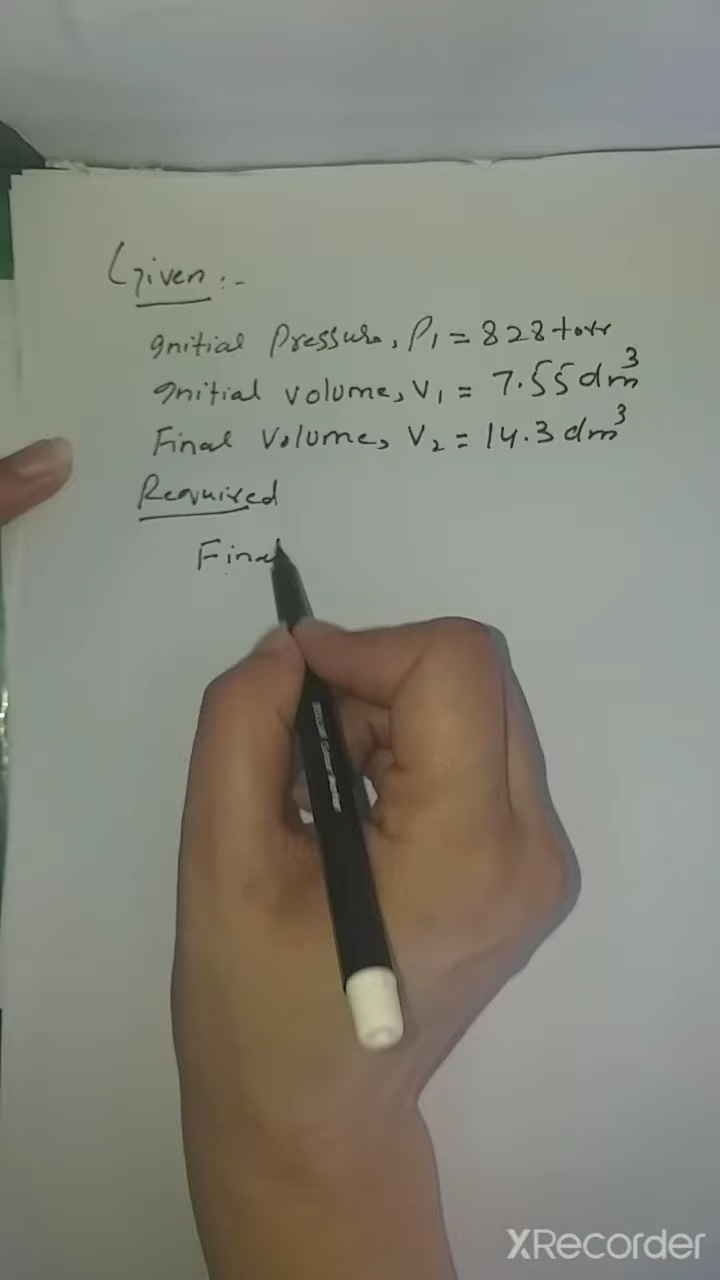 Given :-
Initial Pressure, P₁ = 828 torr
Initial volume, V₁ = 7.55 dm³
Final Volume, V₂ = 14.3 dm³
Required
Final
XRecorder